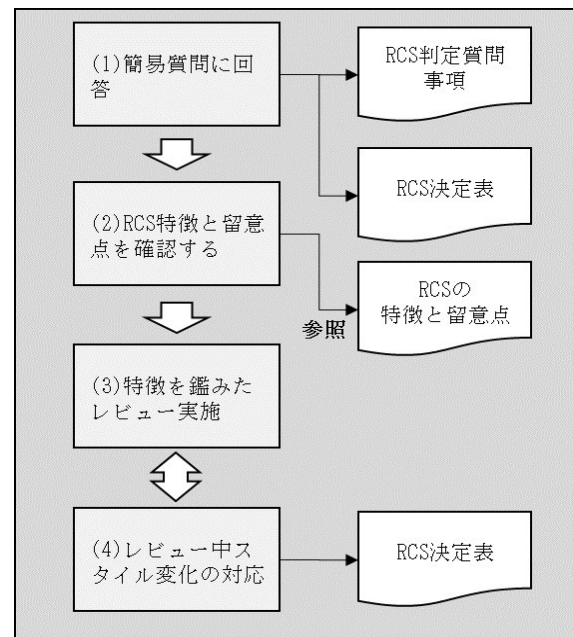 (1)簡易質問に回
答
RCS判定質問
事項
RCS決定表
(2)RCS特徴と留意
点を確認する
RCSの
特徴と留意点
参照
(3)特徴を鑑みた
レビュー実施
(4)レビュー中ス
タイル変化の対応
RCS決定表